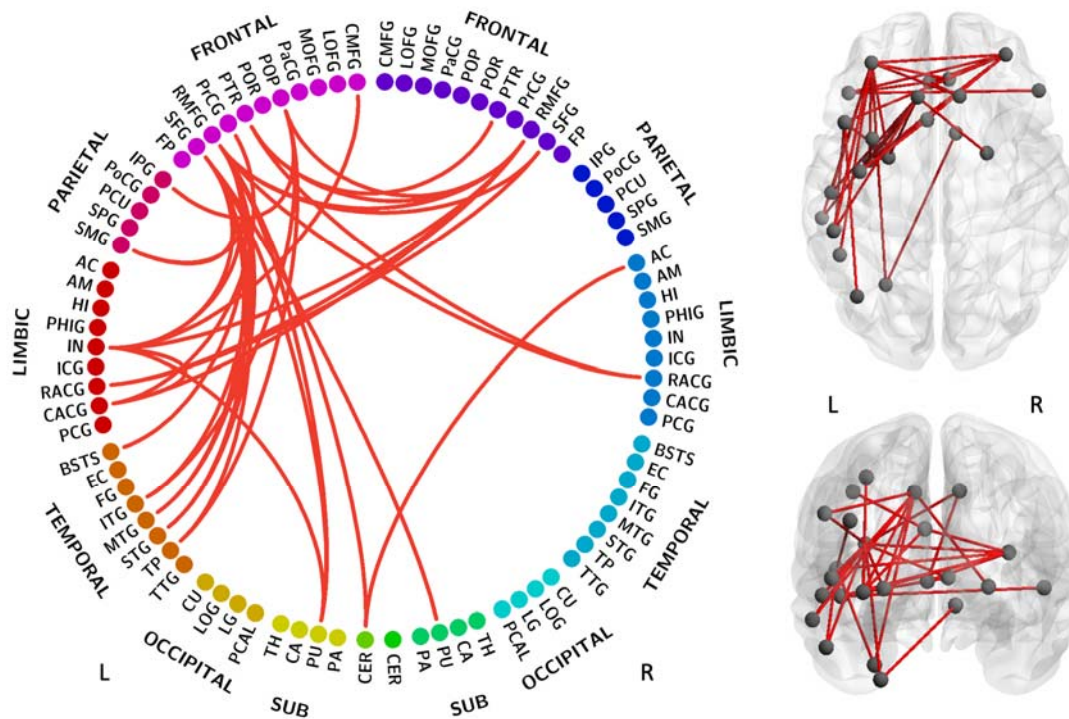 FRONTAL
CMFG
LOFG
MOFG
PaCG
POP
POR
PTR
PrCG
RMFG
SFG
FP
PARIETAL
IPG
PoCG
PCU
SPG
SMG
LIMBIC
AC
AM
HI
PHIG
IN
ICG
RACG
CACG
PCG
TEMPORAL
BSTS
EC
FG
ITG
MTG
STG
TP
TTG
OCCIPITAL
CU
LOG
LG
PCAL
SUB
TH
CA
PU
PA
CER
L
FRONTAL
CMFG
LOFG
MOFG
PaCG
POP
POR
PTR
PrCG
RMFG
SFG
FP
PARIETAL
IPG
PoCG
PCU
SPG
SMG
LIMBIC
AC
AM
HI
PHIG
IN
ICG
RACG
CACG
PCG
TEMPORAL
BSTS
EC
FG
ITG
MTG
STG
TP
TTG
OCCIPITAL
CU
LOG
LG
PCAL
SUB
TH
CA
PU
PA
CER
R
L
R